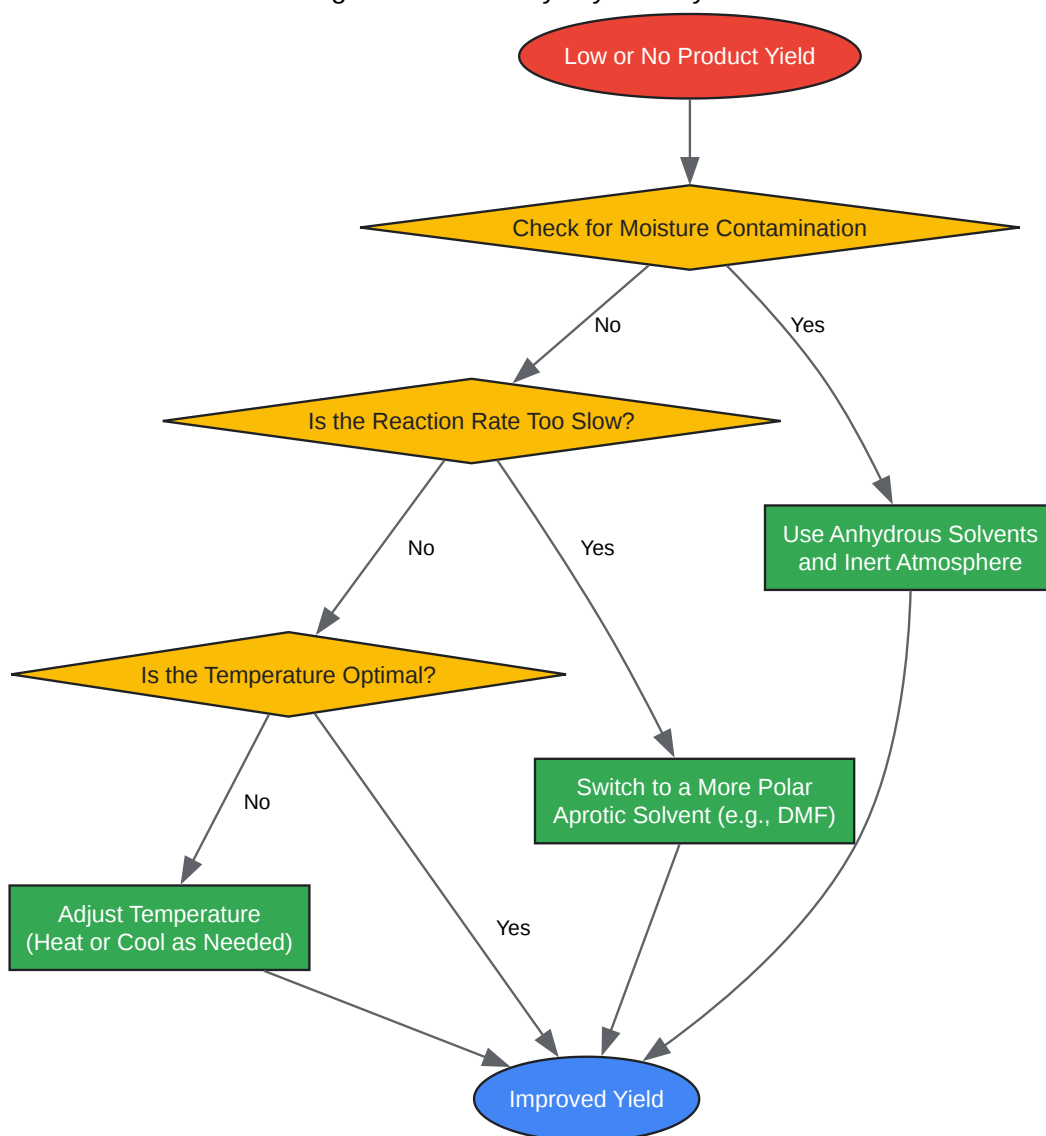 Low or No Product Yield
Check for Moisture Contamination
No
Yes
Is the Reaction Rate Too Slow?
No
Yes
Use Anhydrous Solvents
and Inert Atmosphere
Is the Temperature Optimal?
No
Yes
Switch to a More Polar
Aprotic Solvent (e.g., DMF)
Adjust Temperature
(Heat or Cool as Needed)
Improved Yield